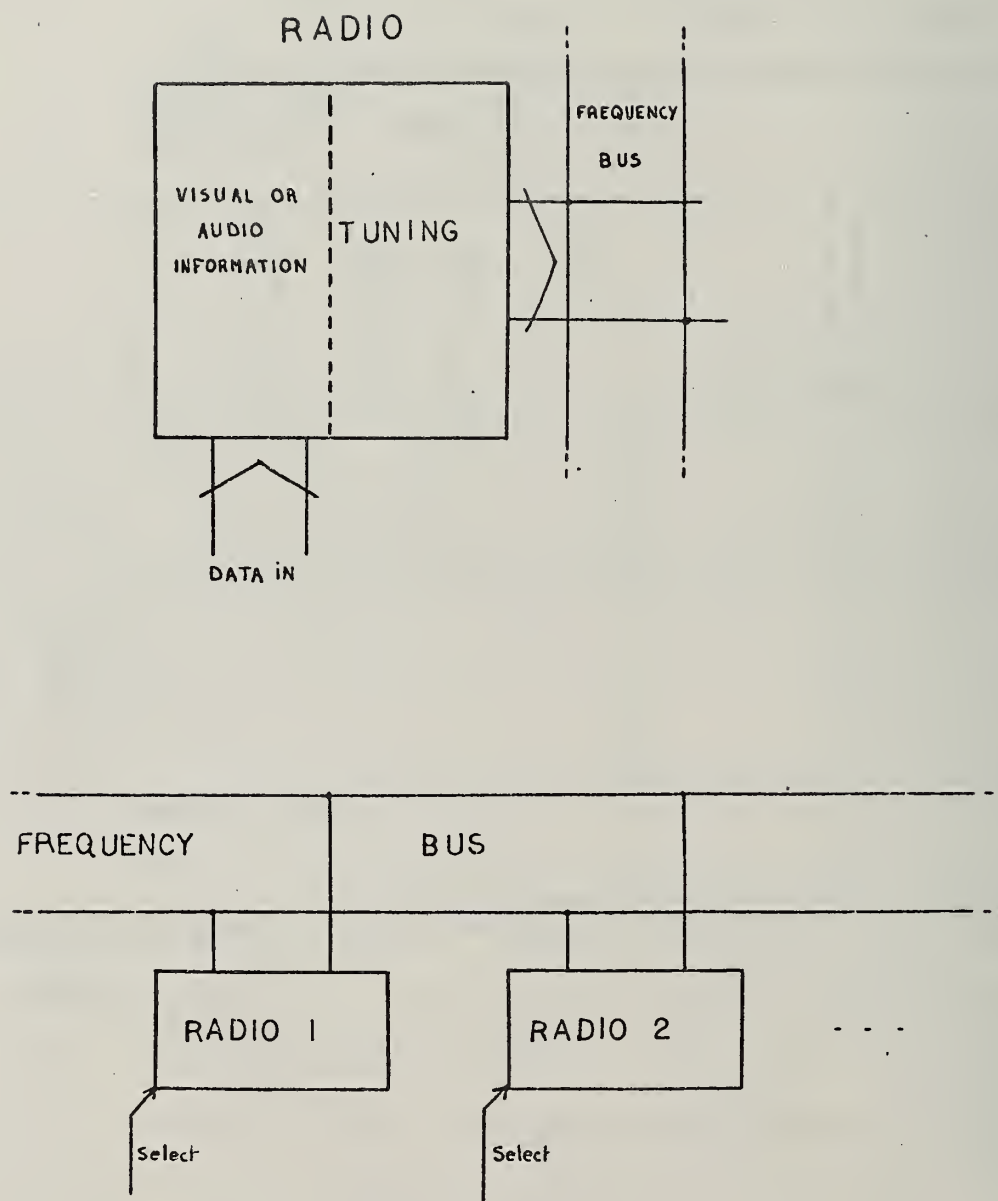 RADIO
FREQUENCY
BUS
VISUAL OR
AUDIO
INFORMATION
TUNING
DATA IN
FREQUENCY BUS
RADIO 1
RADIO 2
- - -
Select
Select